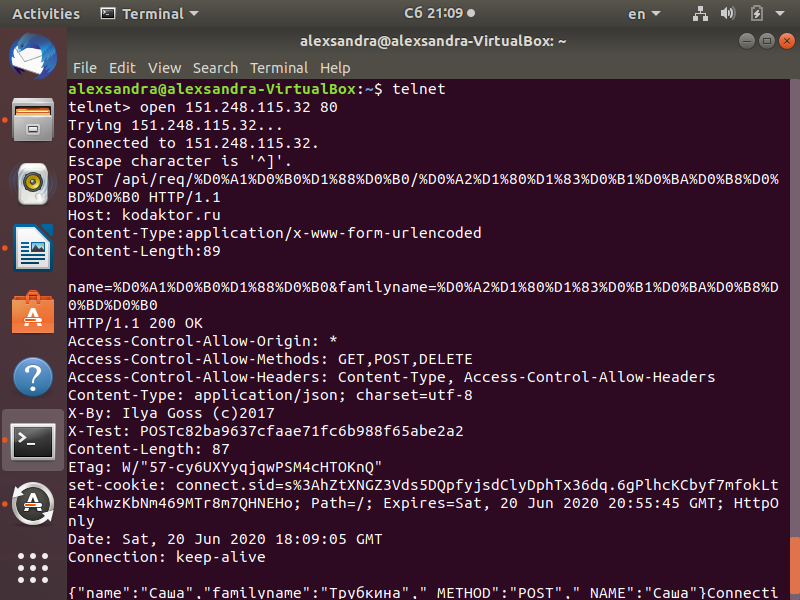 Activities Terminal Сб 21:09 en
alexsandra@alexsandra-VirtualBox: ~
File Edit View Search Terminal Help
alexsandra@alexsandra-VirtualBox:~$ telnet
telnet> open 151.248.115.32 80
Trying 151.248.115.32...
Connected to 151.248.115.32.
Escape character is '^]'.
POST /api/req/%D0%A1%D0%B0%D1%88%D0%B0/%D0%A2%D1%80%D1%83%D0%B1%D0%BA%D0%B8%D0%
BD%D0%B0 HTTP/1.1
Host: kodaktor.ru
Content-Type:application/x-www-form-urlencoded
Content-Length:89
name=%D0%A1%D0%B0%D1%88%D0%B0&familyname=%D0%A2%D1%80%D1%83%D0%B1%D0%BA%D0%B8%D
0%BD%D0%B0
HTTP/1.1 200 OK
Access-Control-Allow-Origin: *
Access-Control-Allow-Methods: GET,POST,DELETE
Access-Control-Allow-Headers: Content-Type, Access-Control-Allow-Headers
Content-Type: application/json; charset=utf-8
X-By: Ilya Goss (c)2017
X-Test: POSTc82ba9637cfaae71fc6b988f65abe2a2
Content-Length: 87
ETag: W/"57-cy6UXYyqjqwPSM4cHTOKnQ"
set-cookie: connect.sid=s%3AhZtXNGZ3Vds5DQpfyjsdClyDphTx36dq.6gPlhcKCbyf7mfokLt
E4khwzKbNm469MTr8m7QHNEHo; Path=/; Expires=Sat, 20 Jun 2020 20:55:45 GMT; HttpO
nly
Date: Sat, 20 Jun 2020 18:09:05 GMT
Connection: keep-alive
{"name":"Саша","familyname":"Трубкина","_METHOD":"POST","_NAME":"Саша"}Connecti